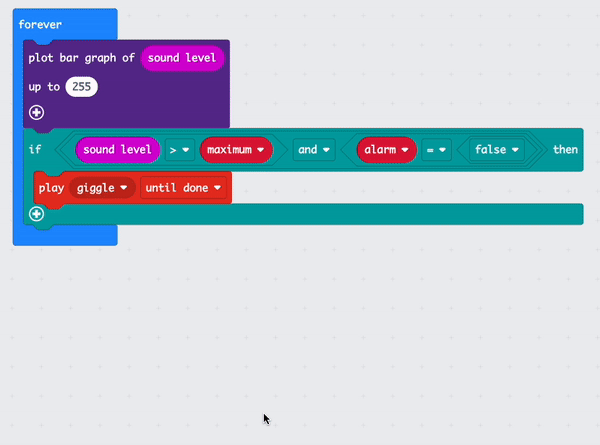 forever
plot bar graph of sound level
up to 255
if sound level > maximum and alarm = false then
play giggle until done